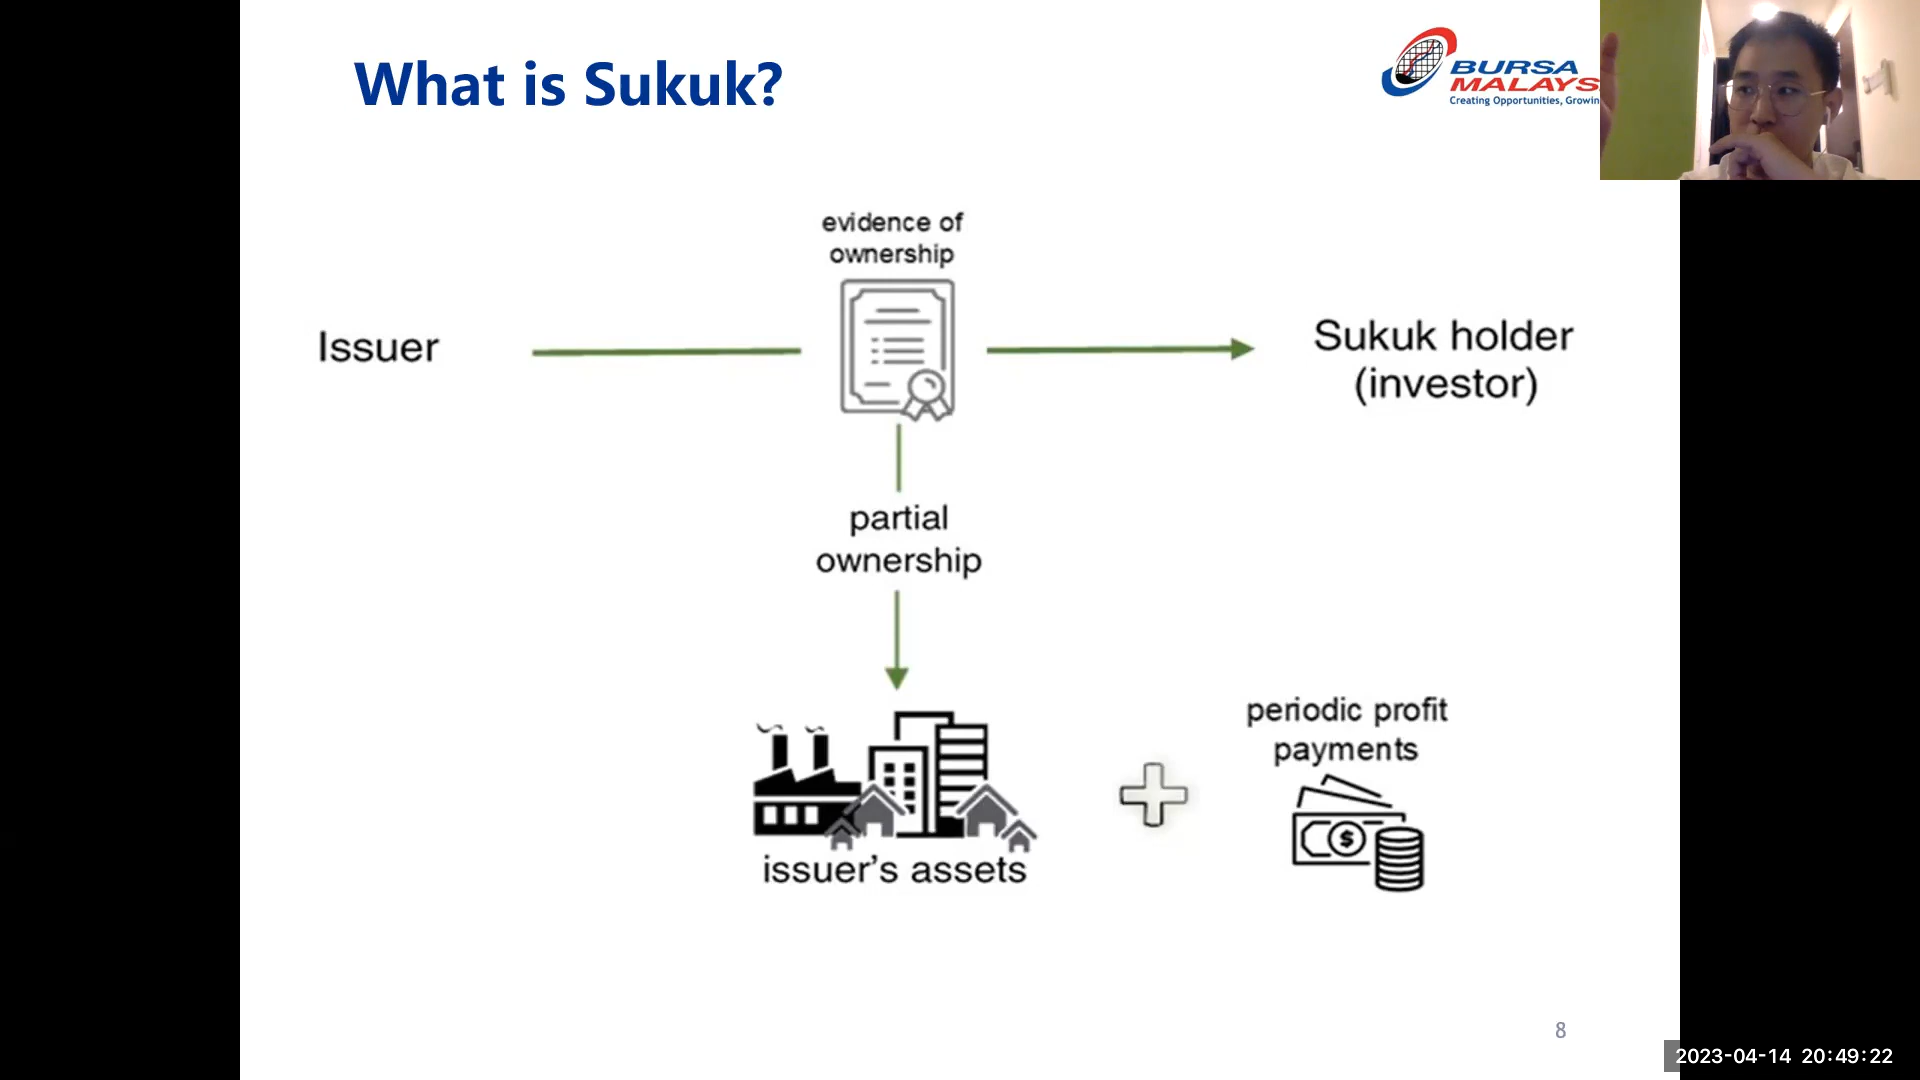 What is Sukuk?
BURSA
MALAYS
Creating Opportunities, Growin
evidence of
ownership
Issuer
Sukuk holder
(investor)
partial
ownership
periodic profit
payments
$
issuer's assets
8
2023-04-14 20:49:22